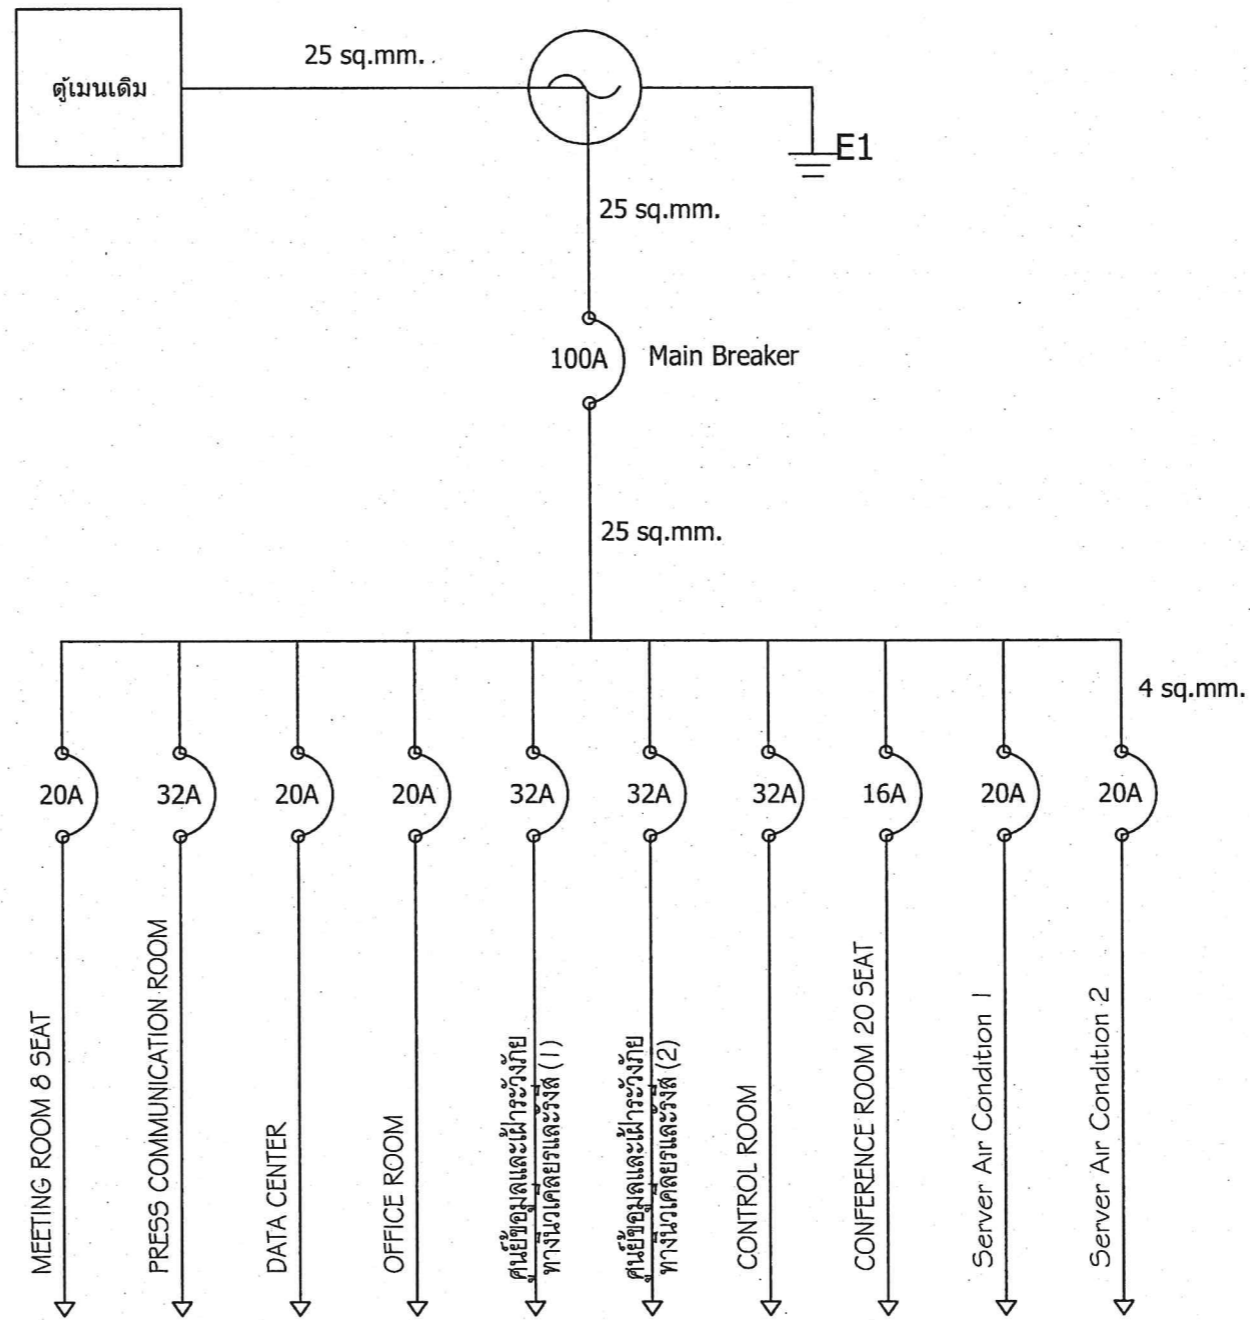 ตู้เมนเดิม
25 sq.mm.
E1
25 sq.mm.
100A
Main Breaker
25 sq.mm.
4 sq.mm.
20A
32A
20A
20A
32A
32A
32A
16A
20A
20A
MEETING ROOM 8 SEAT
PRESS COMMUNICATION ROOM
DATA CENTER
OFFICE ROOM
ศูนย์ข้อมูลและเฝ้าระวังภัย
ทางนิวเคลียร์และรังสี (1)
ศูนย์ข้อมูลและเฝ้าระวังภัย
ทางนิวเคลียร์และรังสี (2)
CONTROL ROOM
CONFERENCE ROOM 20 SEAT
Server Air Condition 1
Server Air Condition 2